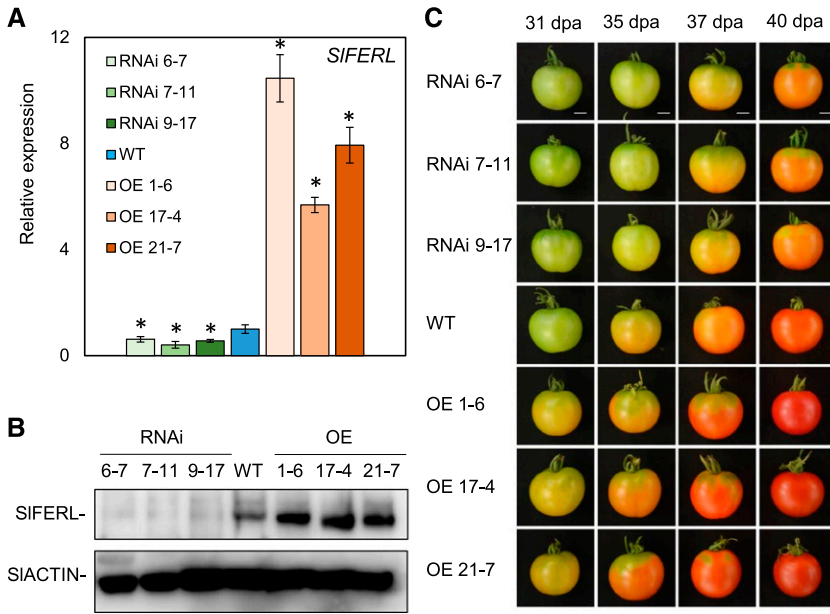 A
12
8
4
0
Relative expression
SlFERL
RNAi 6-7
RNAi 7-11
RNAi 9-17
WT
OE 1-6
OE 17-4
OE 21-7
* * * * * *
B
RNAi OE
6-7 7-11 9-17 WT 1-6 17-4 21-7
SlFERL-
SlACTIN-
C
31 dpa 35 dpa 37 dpa 40 dpa
RNAi 6-7
RNAi 7-11
RNAi 9-17
WT
OE 1-6
OE 17-4
OE 21-7